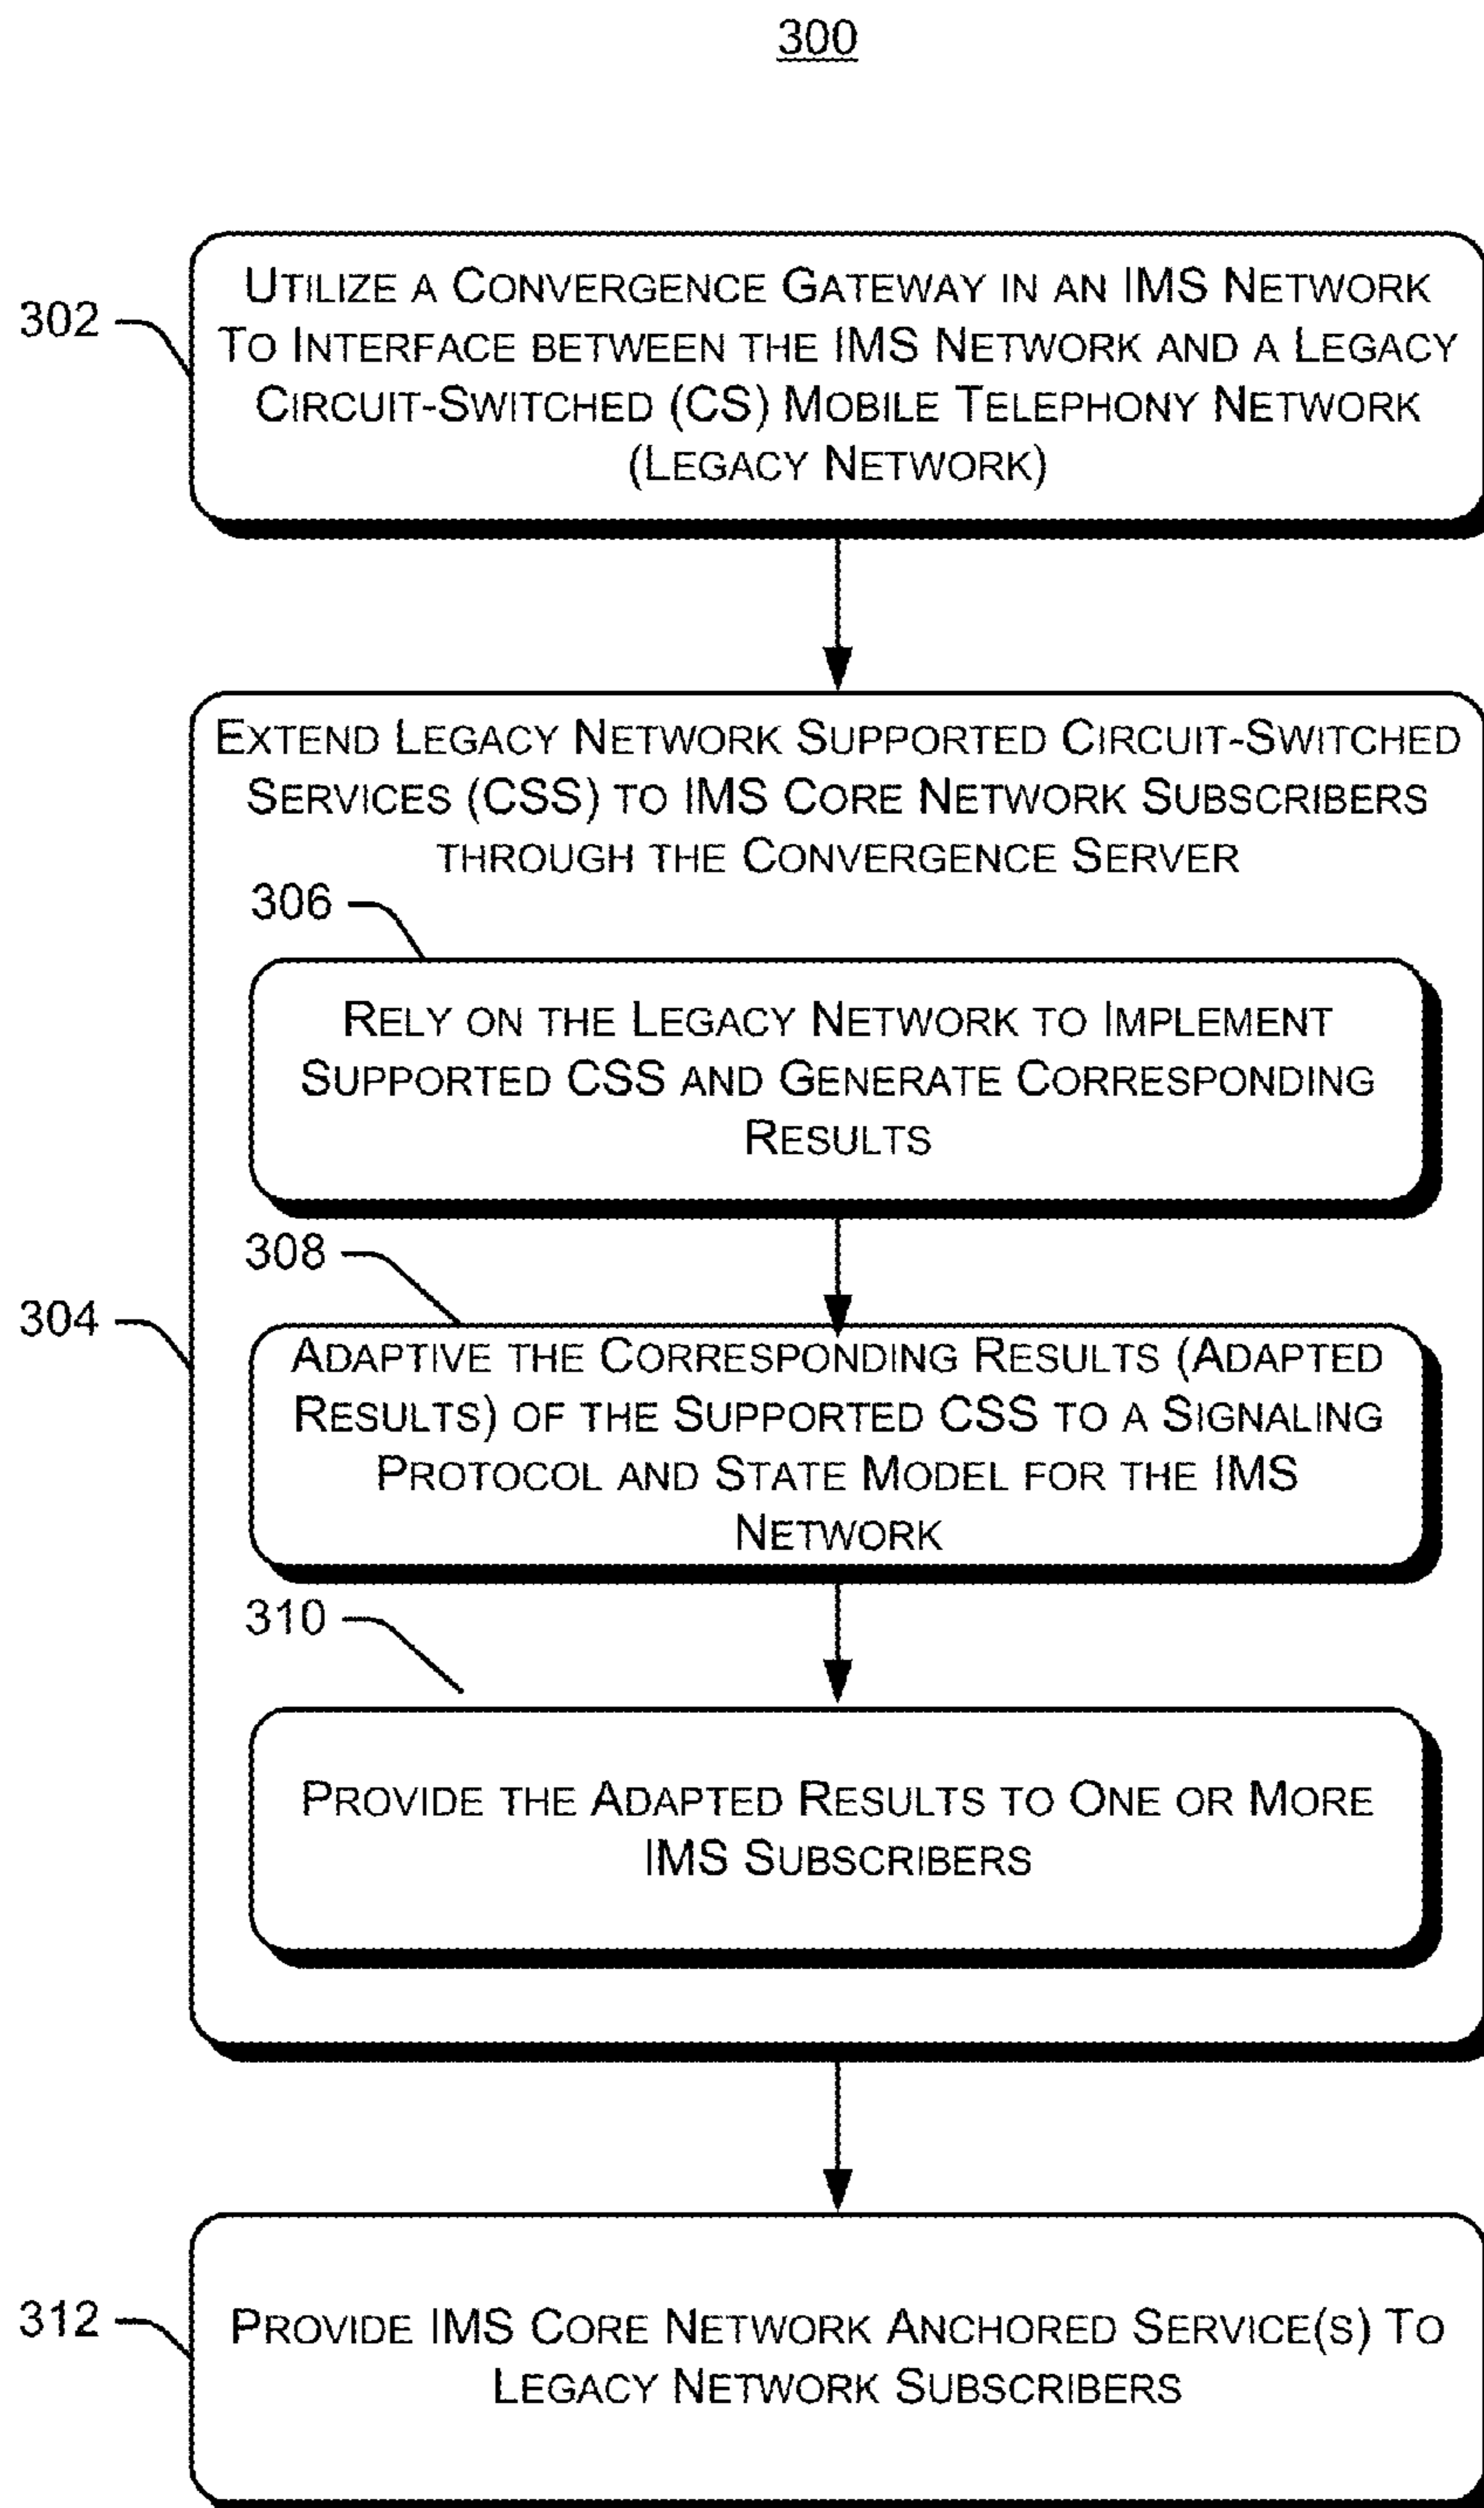 300
302
UTILIZE A CONVERGENCE GATEWAY IN AN IMS NETWORK
TO INTERFACE BETWEEN THE IMS NETWORK AND A LEGACY
CIRCUIT-SWITCHED (CS) MOBILE TELEPHONY NETWORK
(LEGACY NETWORK)
304
EXTEND LEGACY NETWORK SUPPORTED CIRCUIT-SWITCHED
SERVICES (CSS) TO IMS CORE NETWORK SUBSCRIBERS
THROUGH THE CONVERGENCE SERVER
306
RELY ON THE LEGACY NETWORK TO IMPLEMENT
SUPPORTED CSS AND GENERATE CORRESPONDING
RESULTS
308
ADAPTIVE THE CORRESPONDING RESULTS (ADAPTED
RESULTS) OF THE SUPPORTED CSS TO A SIGNALING
PROTOCOL AND STATE MODEL FOR THE IMS
NETWORK
310
PROVIDE THE ADAPTED RESULTS TO ONE OR MORE
IMS SUBSCRIBERS
312
PROVIDE IMS CORE NETWORK ANCHORED SERVICE(S) TO
LEGACY NETWORK SUBSCRIBERS